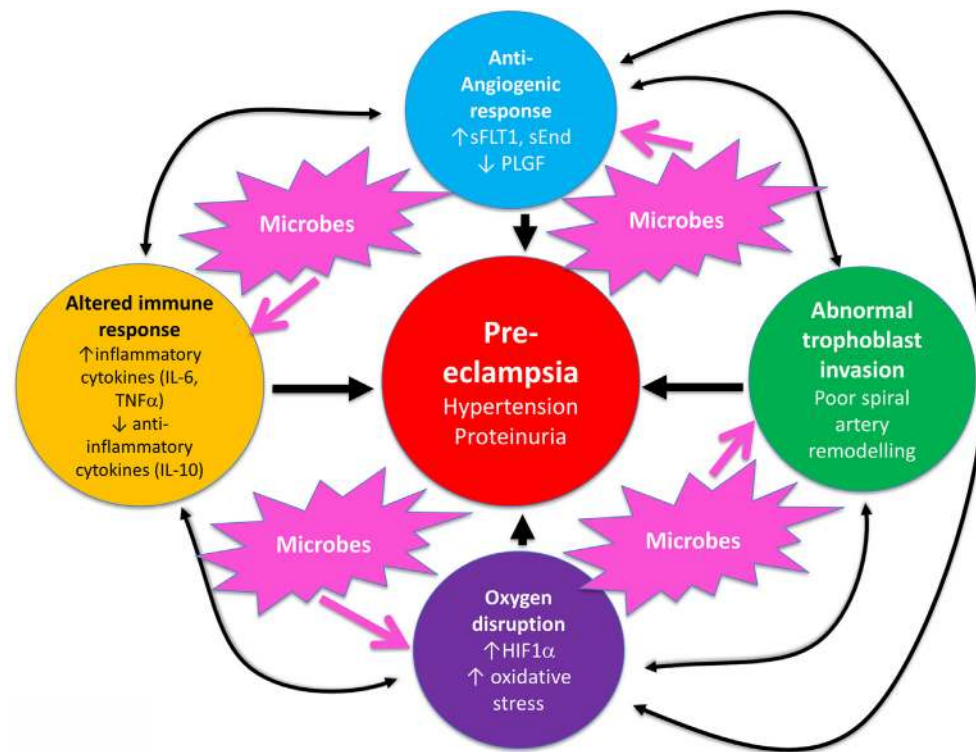 Anti-
Angiogenic
response
↑sFLT1, sEnd
↓ PLGF
Microbes
Microbes
Altered immune
response
↑inflammatory
cytokines (IL-6,
TNFα)
↓ anti-
inflammatory
cytokines (IL-10)
Pre-
eclampsia
Hypertension
Proteinuria
Abnormal
trophoblast
invasion
Poor spiral
artery
remodelling
Microbes
Microbes
Oxygen
disruption
↑HIF1α
↑ oxidative
stress